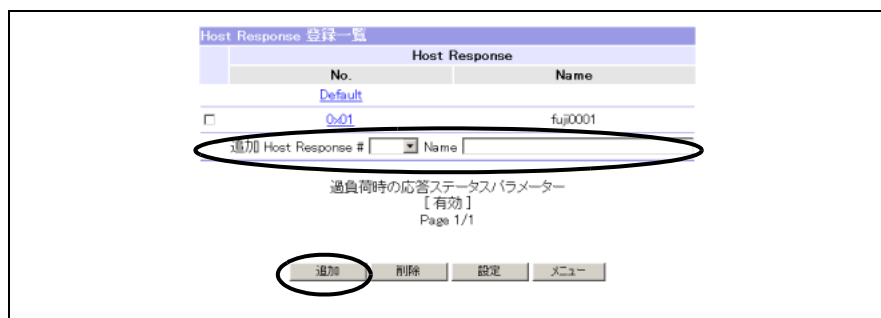 Host Response 登録一覧
Host Response
No. Name
Default
0x01 fuji0001
追加 Host Response # Name
過負荷時の応答ステータスパラメーター
[ 有効 ]
Page 1/1
追加 削除 設定 メニュー